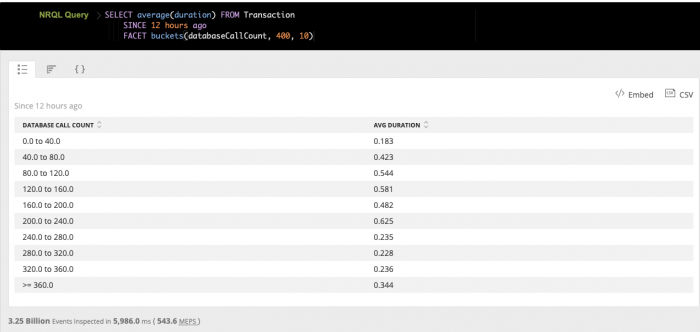 NRQL Query > SELECT average(duration) FROM Transaction
SINCE 12 hours ago
FACET buckets(databaseCallCount, 400, 10)
{}
</> Embed CSV CSV
Since 12 hours ago
DATABASE CALL COUNT AVG DURATION
0.0 to 40.0 0.183
40.0 to 80.0 0.423
80.0 to 120.0 0.544
120.0 to 160.0 0.581
160.0 to 200.0 0.482
200.0 to 240.0 0.625
240.0 to 280.0 0.235
280.0 to 320.0 0.228
320.0 to 360.0 0.236
>= 360.0 0.344
3.25 Billion Events Inspected in 5,986.0 ms ( 543.6 MEPS )